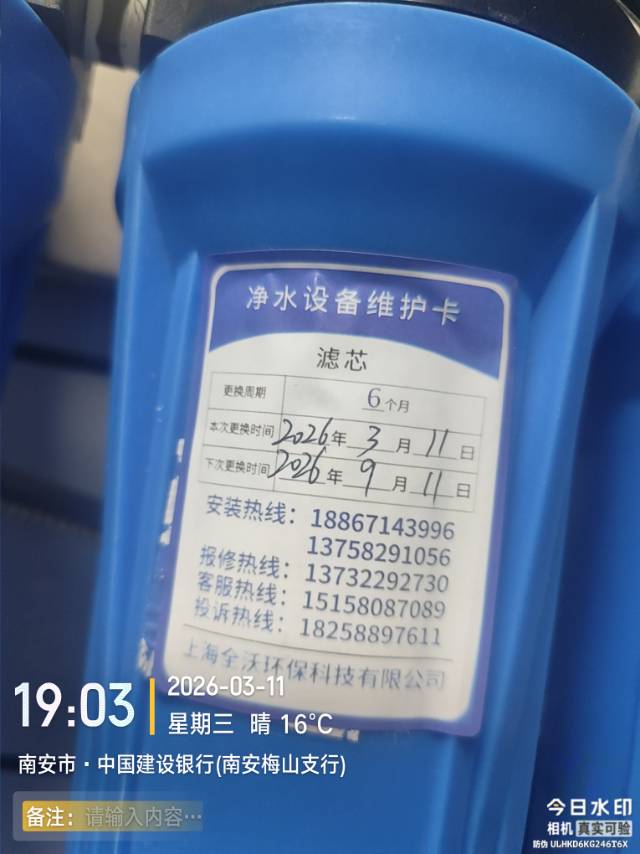 净水设备维护卡
滤芯
更换周期 6个月
本次更换时间 2026年 3月 11日
下次更换时间 2026年 9月 11日
安装热线: 18867143996
13758291056
报修热线: 13732292730
客服热线: 15158087089
投诉热线: 18258897611
上海全沃环保科技有限公司
19:03
2026-03-11
星期三 晴 16°C
南安市·中国建设银行(南安梅山支行)
备注: 请输入内容···
今日水印
相机 真实可验
防伪 ULHKD6KG246T6X